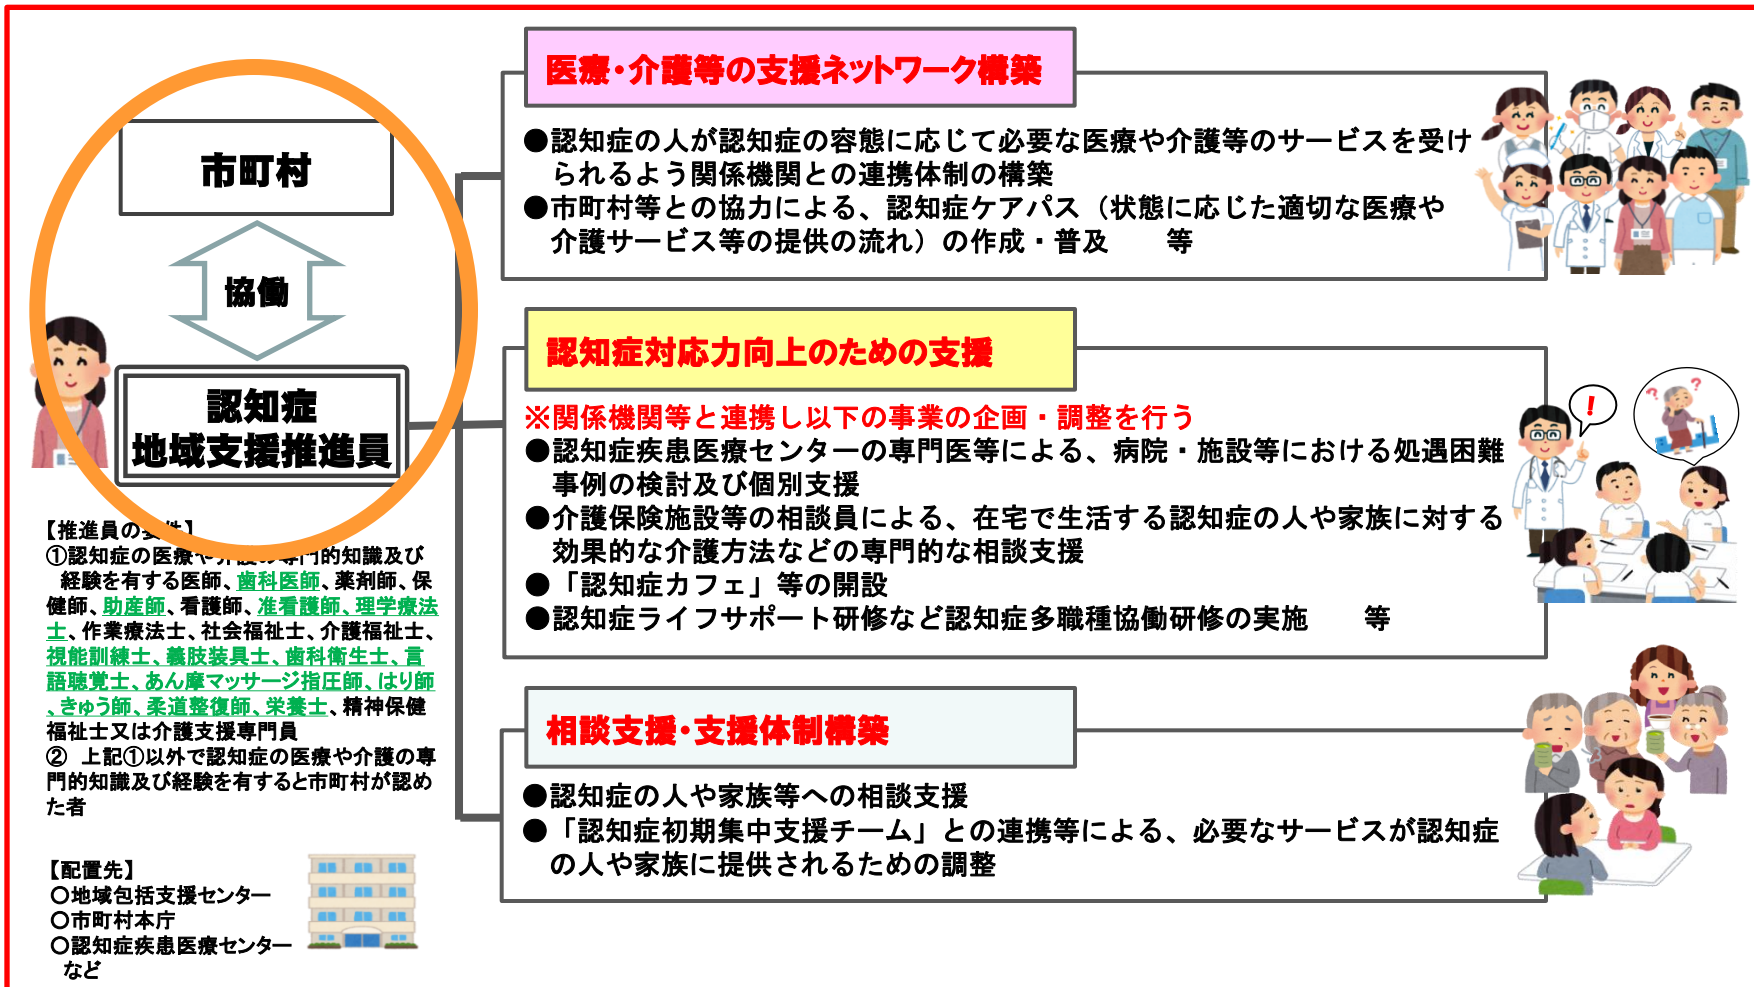 市町村
協働
認知症
地域支援推進員
【推進員の要件】
①認知症の医療や介護の専門的知識及び
経験を有する医師、歯科医師、薬剤師、保
健師、助産師、看護師、准看護師、理学療法
士、作業療法士、社会福祉士、介護福祉士、
視能訓練士、義肢装具士、歯科衛生士、言
語聴覚士、あん摩マッサージ指圧師、はり師
、きゅう師、柔道整復師、栄養士、精神保健
福祉士又は介護支援専門員
② 上記①以外で認知症の医療や介護の専
門的知識及び経験を有すると市町村が認め
た者
【配置先】
○地域包括支援センター
○市町村本庁
○認知症疾患医療センター
など
医療・介護等の支援ネットワーク構築
●認知症の人が認知症の容態に応じて必要な医療や介護等のサービスを受け
られるよう関係機関との連携体制の構築
●市町村等との協力による、認知症ケアパス（状態に応じた適切な医療や
介護サービス等の提供の流れ）の作成・普及　　等
認知症対応力向上のための支援
※関係機関等と連携し以下の事業の企画・調整を行う
●認知症疾患医療センターの専門医等による、病院・施設等における処遇困難
事例の検討及び個別支援
●介護保険施設等の相談員による、在宅で生活する認知症の人や家族に対する
効果的な介護方法などの専門的な相談支援
●「認知症カフェ」等の開設
●認知症ライフサポート研修など認知症多職種協働研修の実施　　等
!
? ?
相談支援・支援体制構築
●認知症の人や家族等への相談支援
●「認知症初期集中支援チーム」との連携等による、必要なサービスが認知症
の人や家族に提供されるための調整